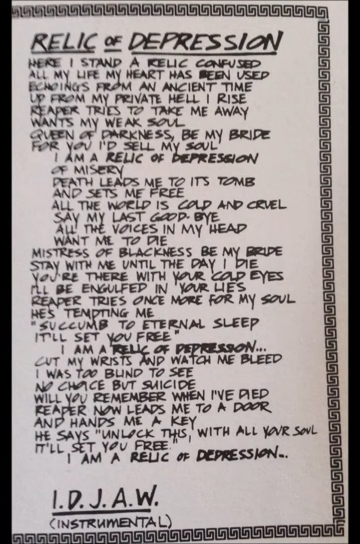 RELIC OF DEPRESSION
HERE I STAND A RELIC CONFUSED
ALL MY LIFE MY HEART HAS BEEN USED
ECHOINGS FROM AN ANCIENT TIME
UP FROM MY PRIVATE HELL I RISE
REAPER TRIES TO TAKE ME AWAY
WANTS MY WEAK SOUL
QUEEN OF DARKNESS, BE MY BRIDE
FOR YOU I'D SELL MY SOUL
I AM A RELIC OF DEPRESSION
OF MISERY
DEATH LEADS ME TO ITS TOMB
AND SETS ME FREE
ALL THE WORLD IS COLD AND CRUEL
SAY MY LAST GOOD-BYE
ALL THE VOICES IN MY HEAD
WANT ME TO DIE
MISTRESS OF BLACKNESS BE MY BRIDE
STAY WITH ME UNTIL THE DAY I DIE
YOU'RE THERE WITH YOUR COLD EYES
I'LL BE ENGULFED IN YOUR LIES
REAPER TRIES ONCE MORE FOR MY SOUL
HE'S TEMPTING ME
"SUCCUMB TO ETERNAL SLEEP
IT'LL SET YOU FREE"
I AM A RELIC OF DEPRESSION...
CUT MY WRISTS AND WATCH ME BLEED
I WAS TOO BLIND TO SEE
NO CHOICE BUT SUICIDE
WILL YOU REMEMBER WHEN I'VE DIED
REAPER NOW LEADS ME TO A DOOR
AND HANDS ME A KEY
HE SAYS "UNLOCK THIS, WITH ALL YOUR SOUL
IT'LL SET YOU FREE."
I AM A RELIC OF DEPRESSION...
I.D.J.A.W.
(INSTRUMENTAL)